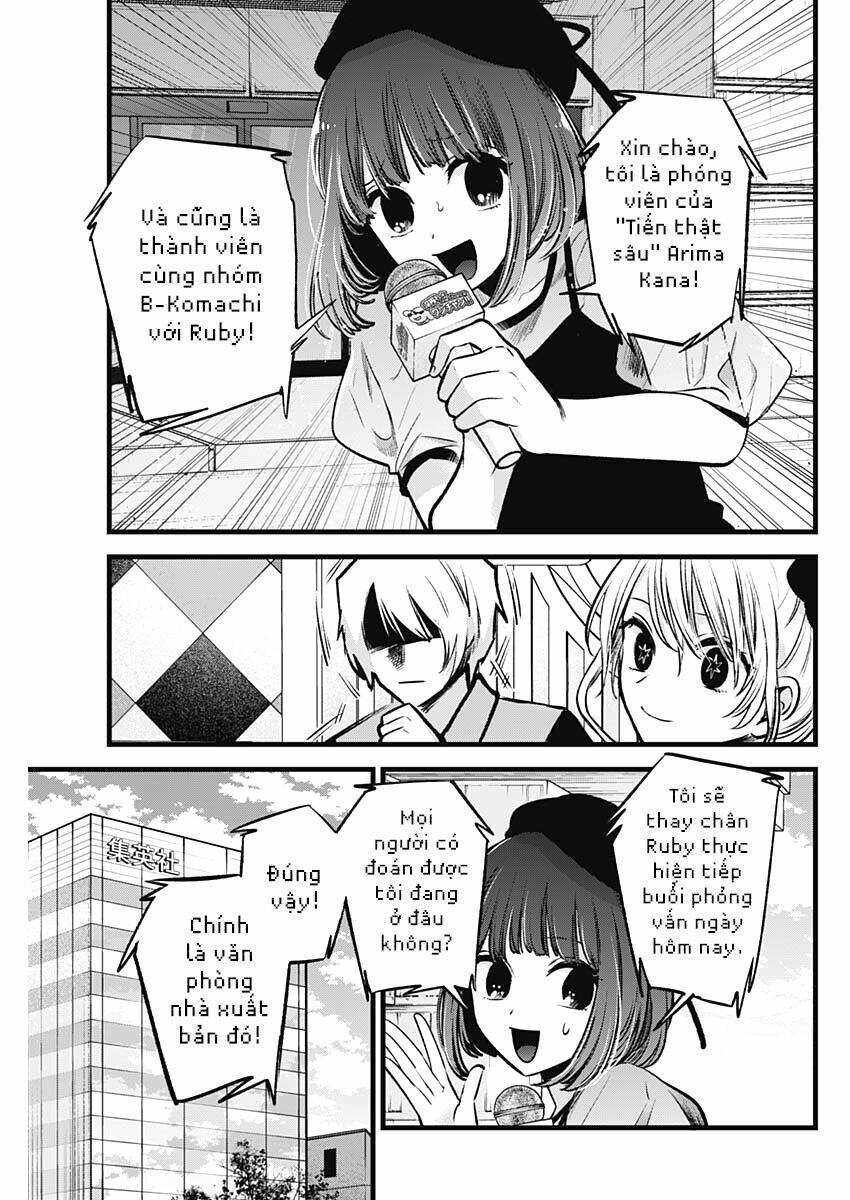 Xin chào,
tôi là phóng
viên của
"Tiến thật
sâu" Arima
Kana!
Và cũng là
thành viên
cùng nhóm
B-Komachi
với Ruby!
Tôi sẽ
thay chân
Ruby thực
hiện tiếp
buổi phỏng
vấn ngày
hôm nay.
Mọi
người có
đoán được
tôi đang
ở đâu
không?
Đúng
vậy!
Chính
là văn
phòng
nhà xuất
bản đó!
集英社